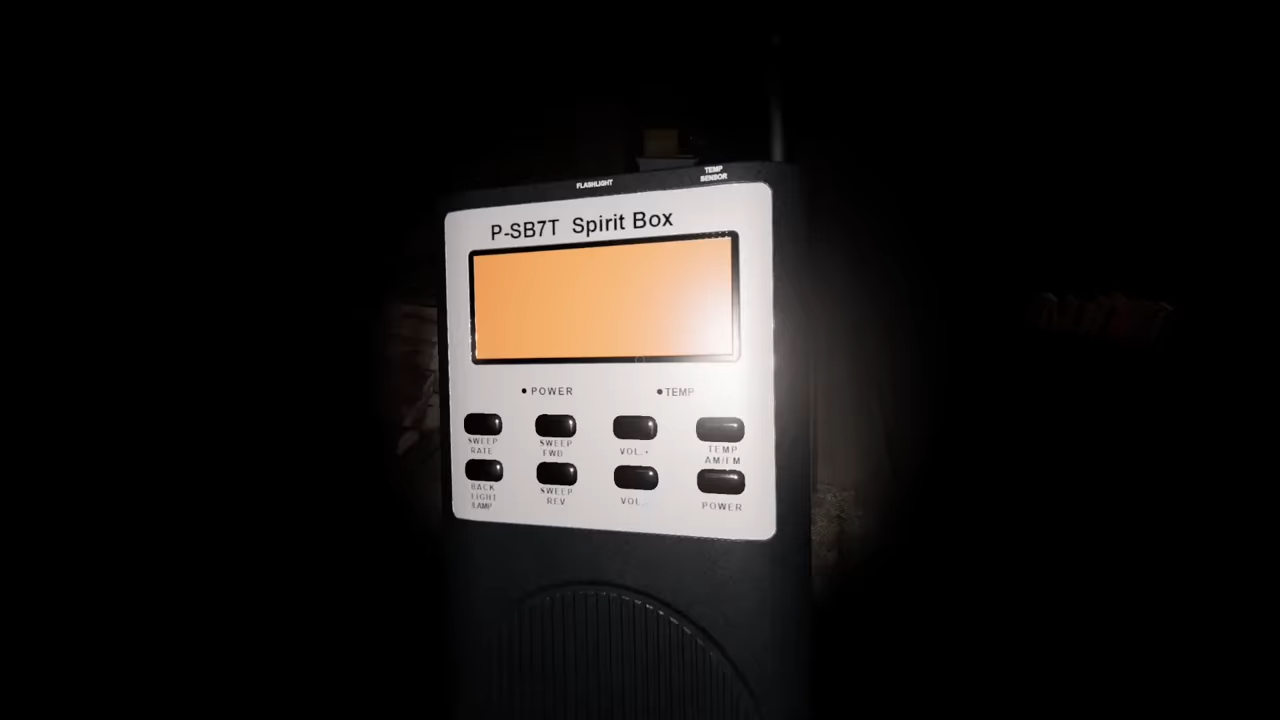 FLASHLIGHT
TEMP
SENSOR
P-SB7T Spirit Box
POWER
TEMP
SWEEP
RATE
SWEEP
FWD
VOL.+
TEMP
AM/FM
BACK
LIGHT
LAMP
SWEEP
REV
VOL.
POWER